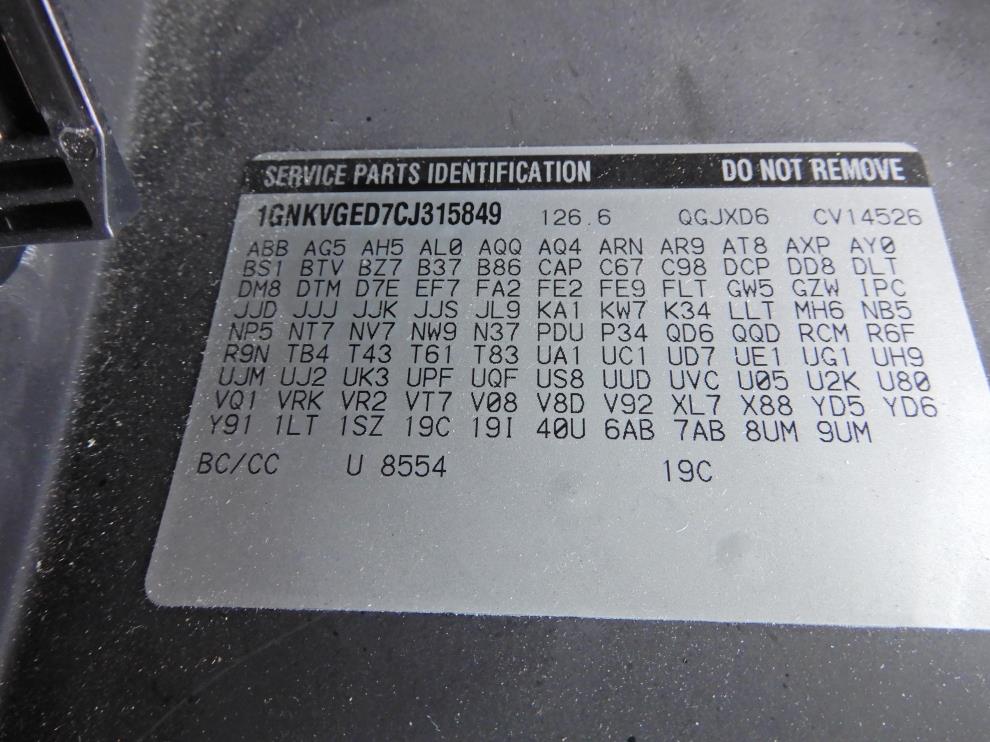 SERVICE PARTS IDENTIFICATION DO NOT REMOVE
1GNKVGED7CJ315849 126.6 QGJXD6 CV14526
ABB AG5 AH5 AL0 AQQ AQ4 ARN AR9 AT8 AXP AY0
BS1 BTV BZ7 B37 B86 CAP C67 C98 DCP DD8 DLT
DM8 DTM D7E EF7 FA2 FE2 FE9 FLT GW5 GZW IPC
JJD JJJ JJK JJS JL9 KA1 KW7 K34 LLT MH6 NB5
NP5 NT7 NV7 NW9 N37 PDU P34 QD6 QQD RCM R6F
R9N TB4 T43 T61 T83 UA1 UC1 UD7 UE1 UG1 UH9
UJM UJ2 UK3 UPF UQF US8 UUD UVC U05 U2K U80
VQ1 VRK VR2 VT7 V08 V8D V92 XL7 X88 YD5 YD6
Y91 1LT 1SZ 19C 19I 40U 6AB 7AB 8UM 9UM
BC/CC U 8554 19C